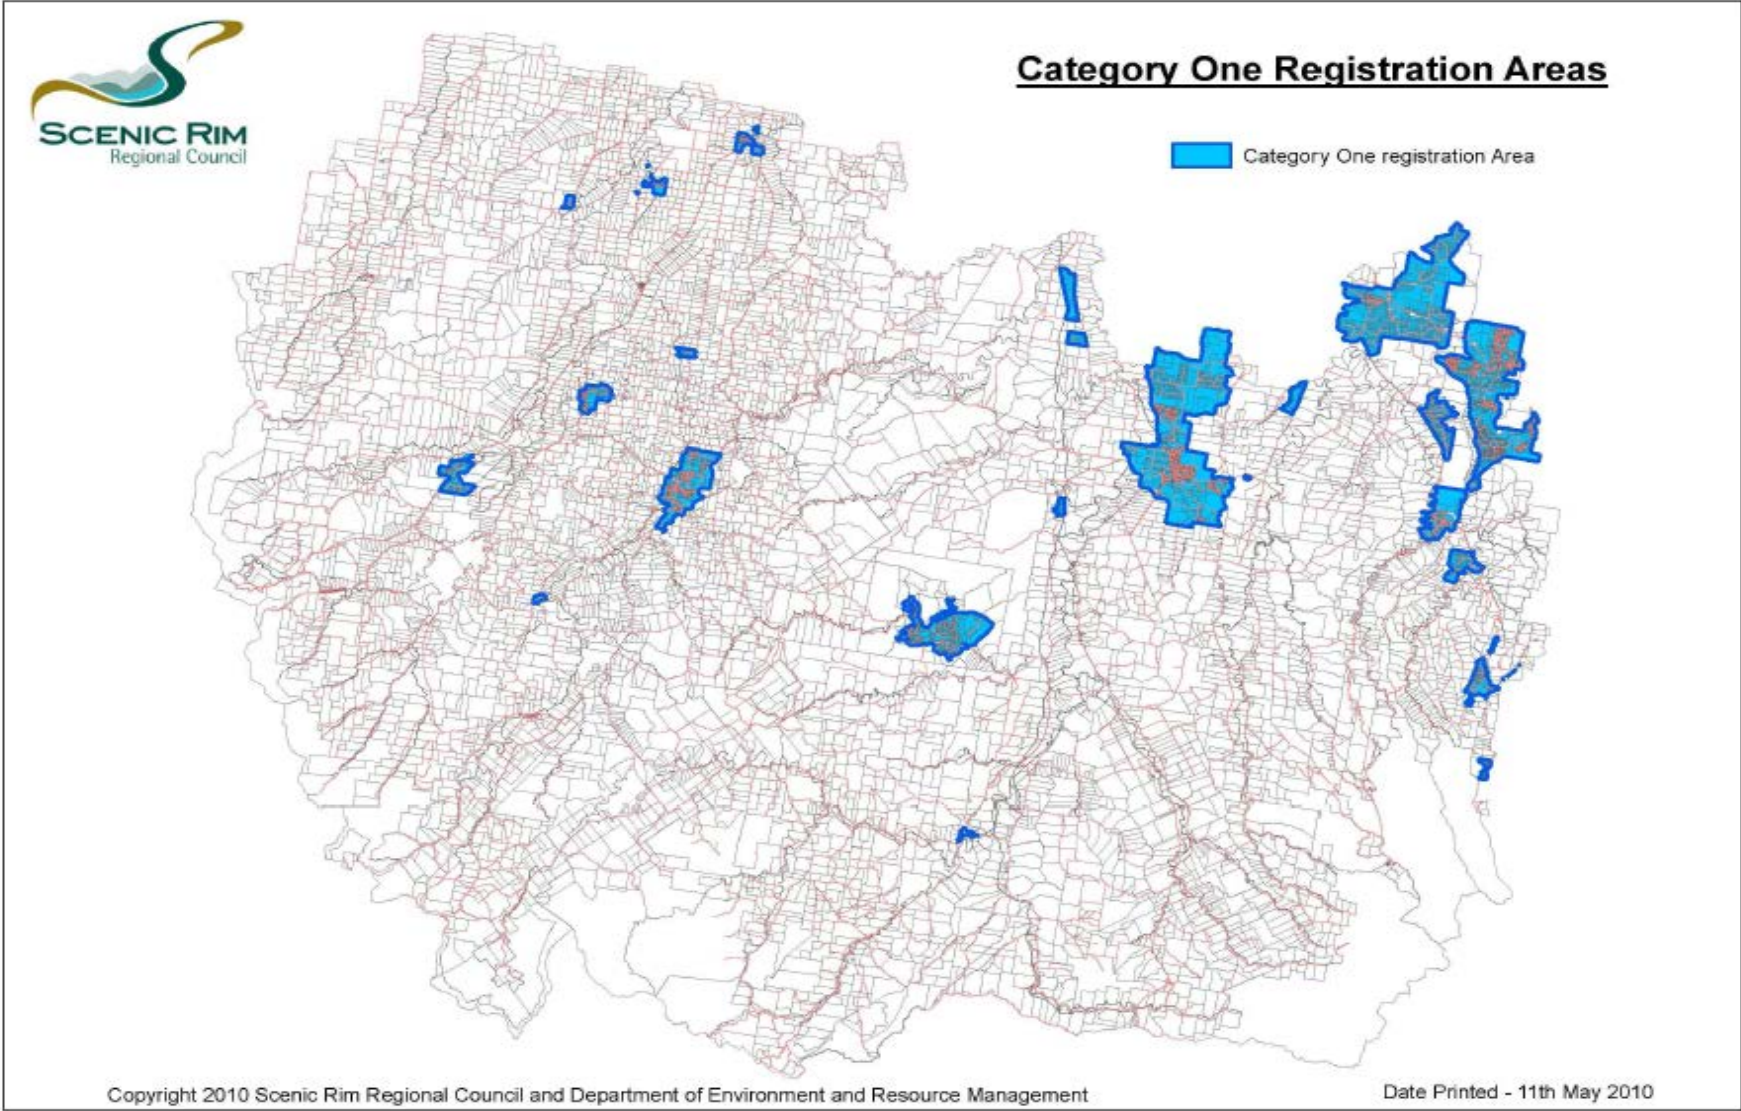 SCENIC RIM
Regional Council
Category One Registration Areas
Category One registration Area
Copyright 2010 Scenic Rim Regional Council and Department of Environment and Resource Management
Date Printed - 11th May 2010